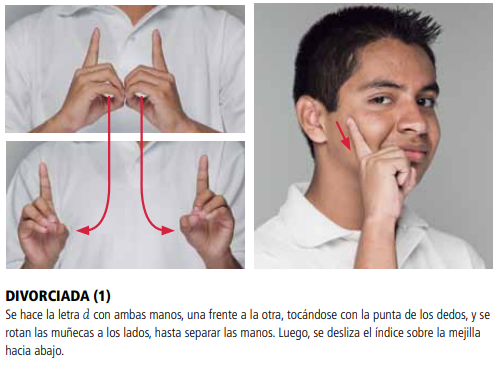 DIVORCIADA (1)
Se hace la letra d con ambas manos, una frente a la otra, tocándose con la punta de los dedos, y se
rotan las muñecas a los lados, hasta separar las manos. Luego, se desliza el índice sobre la mejilla
hacia abajo.